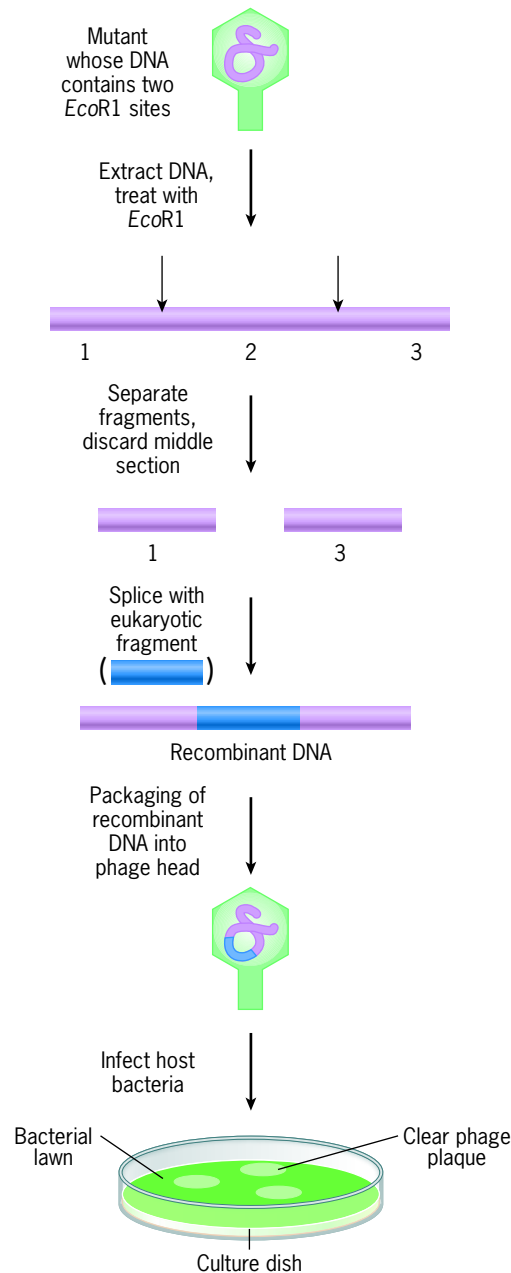 Mutant
whose DNA
contains two
EcoR1 sites
Extract DNA,
treat with
EcoR1
1 2 3
Separate
fragments,
discard middle
section
1 3
Splice with
eukaryotic
fragment
( )
Recombinant DNA
Packaging of
recombinant
DNA into
phage head
Infect host
bacteria
Bacterial
lawn
Clear phage
plaque
Culture dish